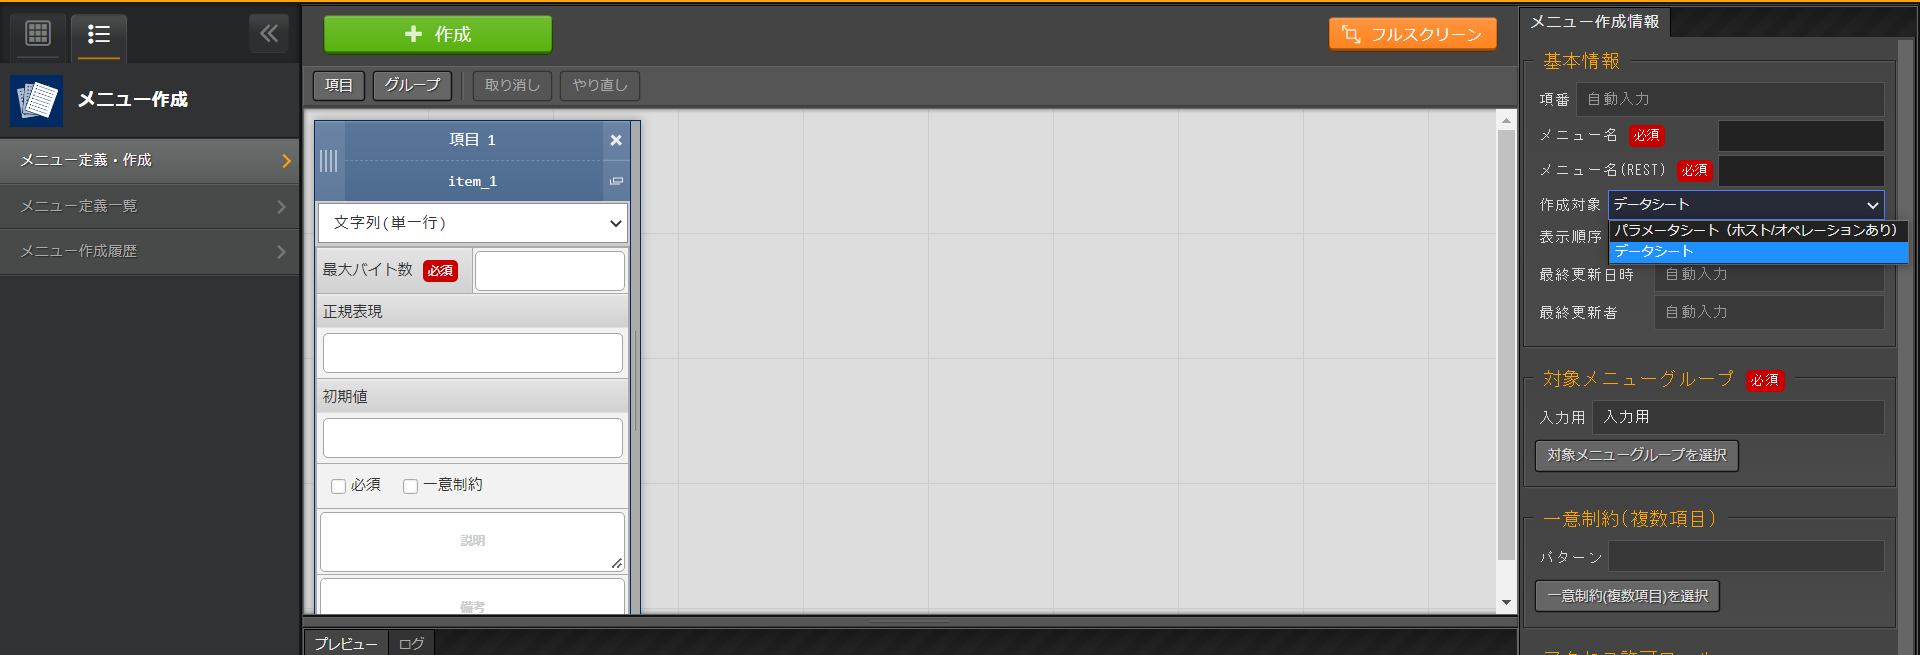 メニュー作成
メニュー定義・作成
メニュー定義一覧
メニュー作成履歴
作成
フルスクリーン
項目
グループ
取り消し
やり直し
項目 1
item_1
文字列(単一行)
最大バイト数 必須
正規表現
初期値
必須 一意制約
説明
備考
プレビュー
ログ
メニュー作成情報
基本情報
項番 自動入力
メニュー名 必須
メニュー名(REST) 必須
作成対象 データシート
パラメータシート（ホスト/オペレーションあり）
データシート
表示順序
最終更新日時 自動入力
最終更新者 自動入力
対象メニューグループ 必須
入力用 入力用
対象メニューグループを選択
一意制約(複数項目)
パターン
一意制約(複数項目)を選択